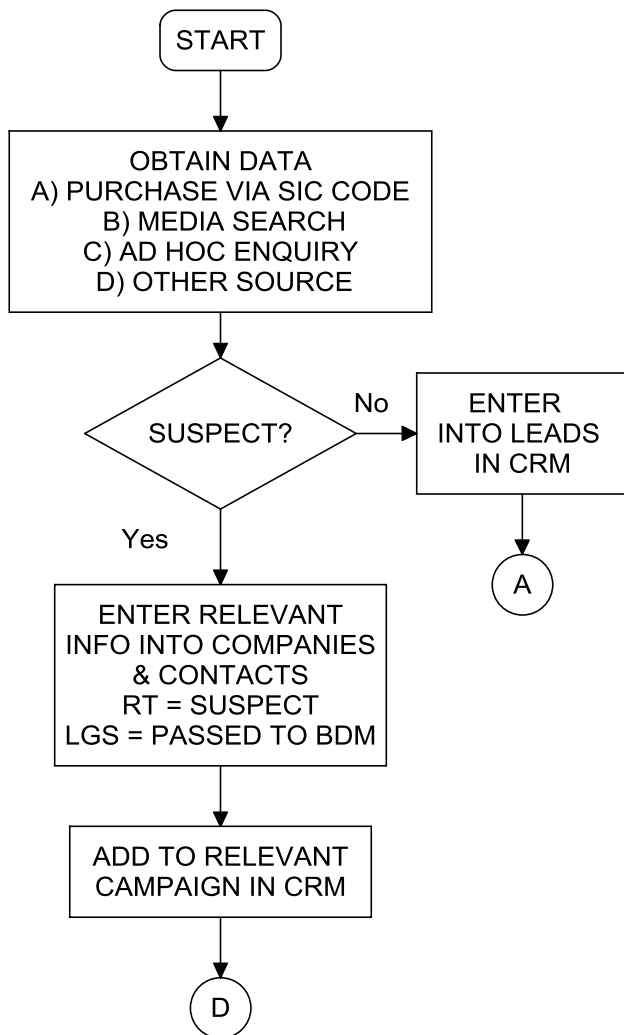 START
OBTAIN DATA
A) PURCHASE VIA SIC CODE
B) MEDIA SEARCH
C) AD HOC ENQUIRY
D) OTHER SOURCE
SUSPECT?
No
ENTER
INTO LEADS
IN CRM
A
Yes
ENTER RELEVANT
INFO INTO COMPANIES
& CONTACTS
RT = SUSPECT
LGS = PASSED TO BDM
ADD TO RELEVANT
CAMPAIGN IN CRM
D